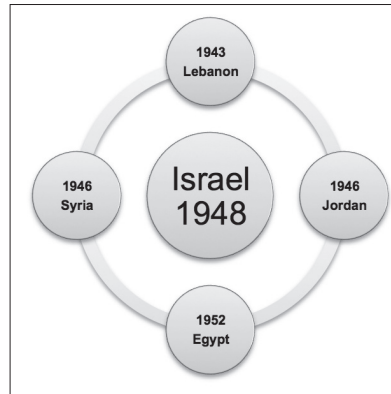 1943
Lebanon
1946
Syria
Israel
1948
1946
Jordan
1952
Egypt